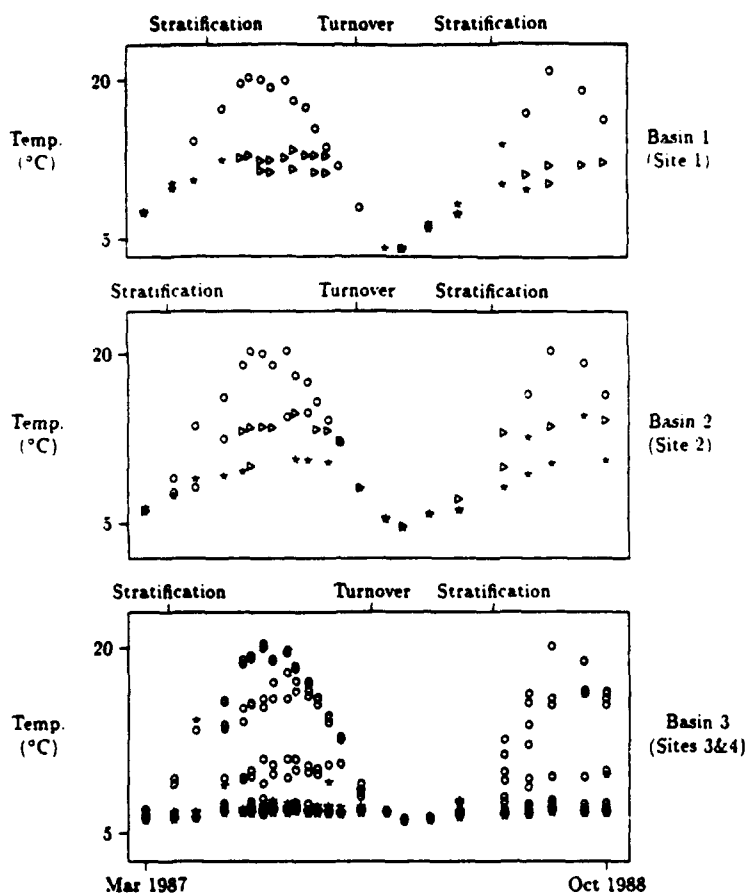 Stratification Turnover Stratification
20
Temp.
(°C)
5
Basin 1
(Site 1)
Stratification Turnover Stratification
20
Temp.
(°C)
5
Basin 2
(Site 2)
Stratification Turnover Stratification
20
Temp.
(°C)
5
Basin 3
(Sites 3&4)
Mar 1987 Oct 1988